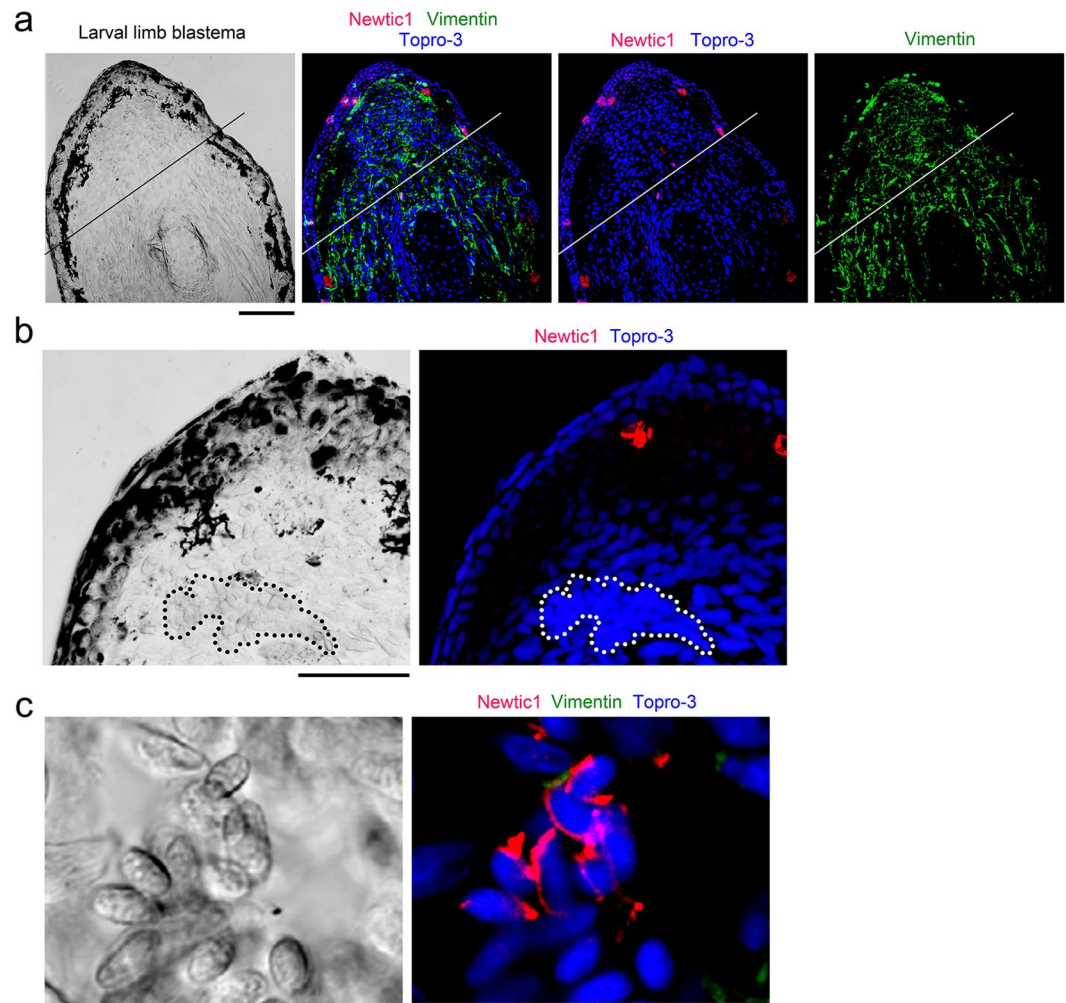 a
Larval limb blastema
Newtic1 Vimentin
Topro-3
Newtic1 Topro-3
Vimentin
b
Newtic1 Topro-3
c
Newtic1 Vimentin Topro-3